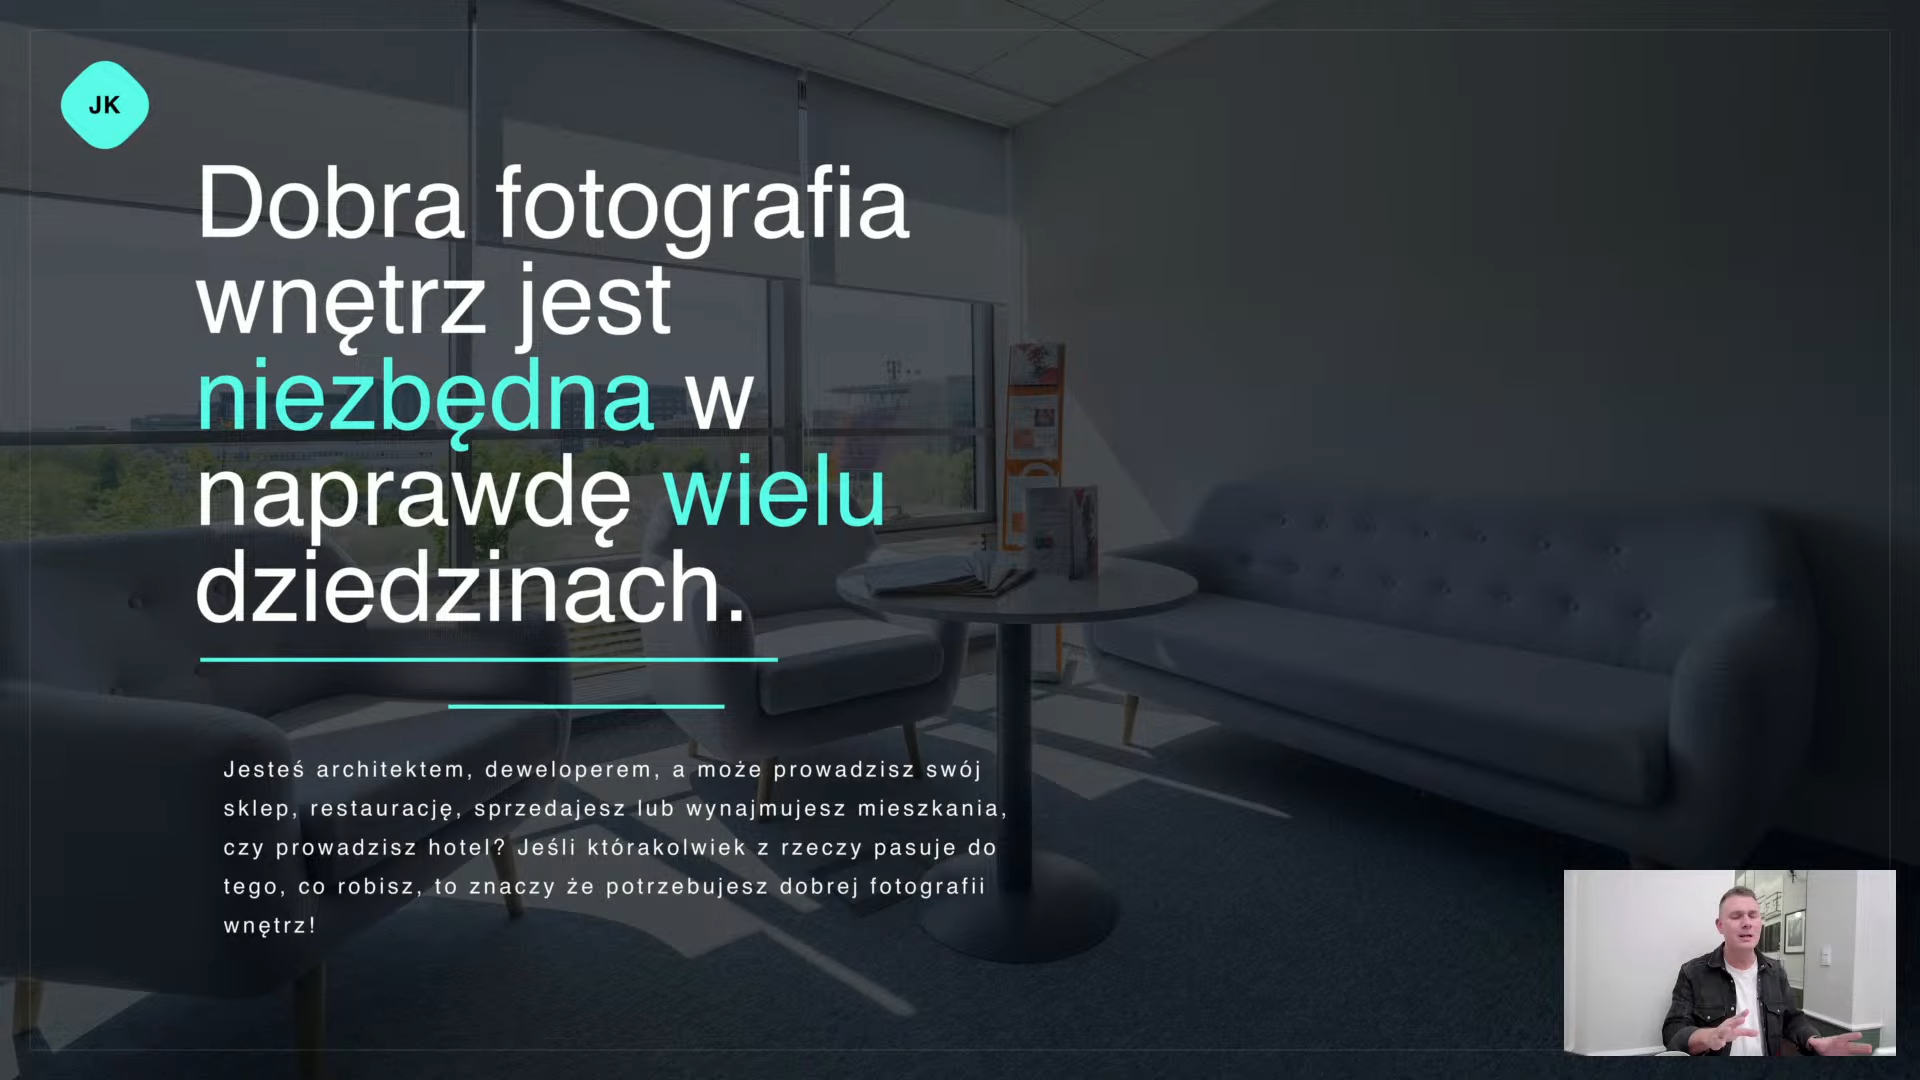 JK
Dobra fotografia
wnętrz jest
niezbędna w
naprawdę wielu
dziedzinach.
Jesteś architektem, deweloperem, a może prowadzisz swój
sklep, restaurację, sprzedajesz lub wynajmujesz mieszkania,
czy prowadzisz hotel? Jeśli którakolwiek z rzeczy pasuje do
tego, co robisz, to znaczy że potrzebujesz dobrej fotografii
wnętrz!